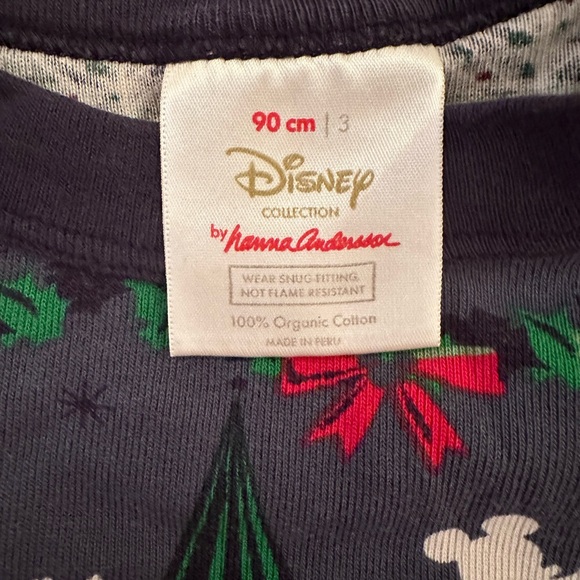 90 cm | 3
Disney
COLLECTION
by hanna andersson
WEAR SNUG-FITTING,
NOT FLAME RESISTANT
100% Organic Cotton
MADE IN PERU